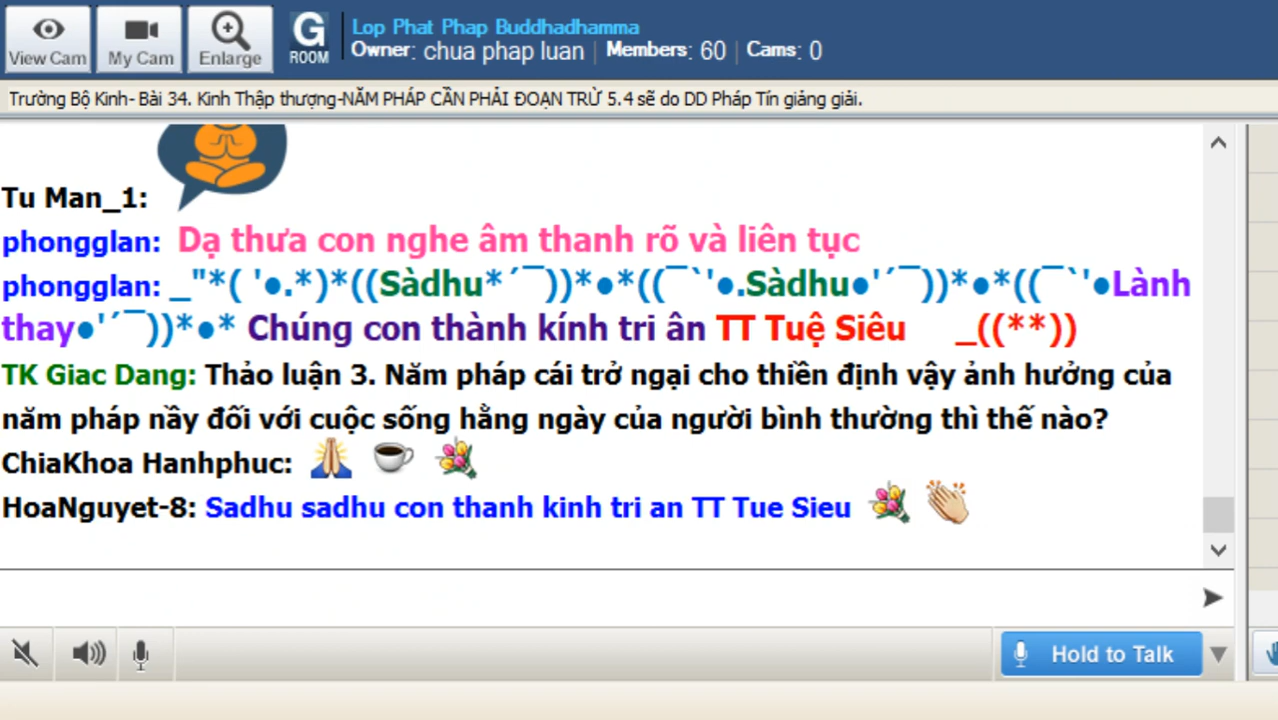 View Cam
My Cam
Enlarge
G
ROOM
Lop Phat Phap Buddhadhamma
Owner: chua phap luan | Members: 60 | Cams: 0
Trường Bộ Kinh- Bài 34. Kinh Thập thượng-NĂM PHÁP CẦN PHẢI ĐOẠN TRỪ 5.4 sẽ do DD Pháp Tín giảng giải.
Tu Man_1:
phongglan: Dạ thưa con nghe âm thanh rõ và liên tục
phongglan: _"*( '●.*)*((Sàdhu*´¯))*●*((¯`'●.Sàdhu●'´¯))*●*((¯`'●Lành
thay●'´¯))*●* Chúng con thành kính tri ân TT Tuệ Siêu _((**))
TK Giac Dang: Thảo luận 3. Năm pháp cái trở ngại cho thiền định vậy ảnh hưởng của
năm pháp nầy đối với cuộc sống hằng ngày của người bình thường thì thế nào?
ChiaKhoa Hanhphuc:
HoaNguyet-8: Sadhu sadhu con thanh kinh tri an TT Tue Sieu
Hold to Talk